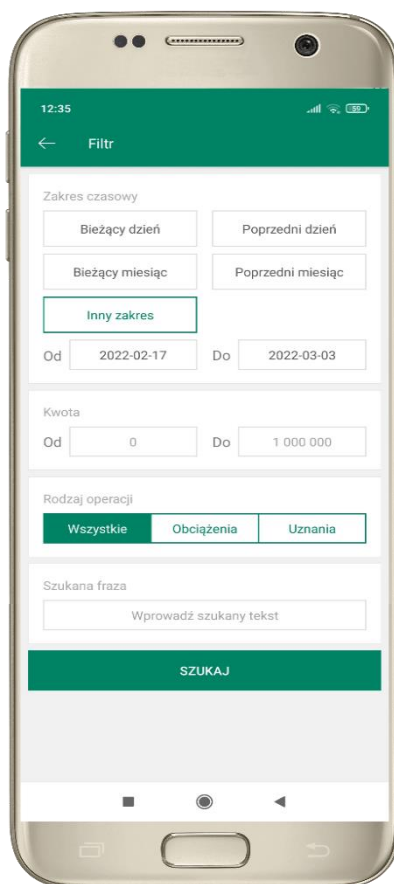 12:35
59
Filtr
Zakres czasowy
Bieżący dzień Poprzedni dzień
Bieżący miesiąc Poprzedni miesiąc
Inny zakres
Od 2022-02-17 Do 2022-03-03
Kwota
Od 0 Do 1 000 000
Rodzaj operacji
Wszystkie Obciążenia Uznania
Szukana fraza
Wprowadź szukany tekst
SZUKAJ